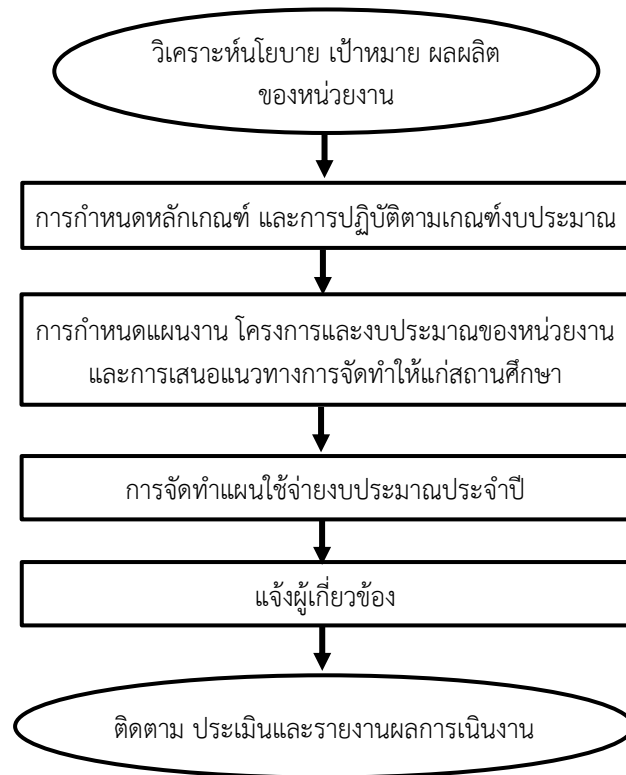 วิเคราะห์นโยบาย เป้าหมาย ผลผลิต
ของหน่วยงาน
การกำหนดหลักเกณฑ์ และการปฏิบัติตามเกณฑ์งบประมาณ
การกำหนดแผนงาน โครงการและงบประมาณของหน่วยงาน
และการเสนอแนวทางการจัดทำให้แก่สถานศึกษา
การจัดทำแผนใช้จ่ายงบประมาณประจำปี
แจ้งผู้เกี่ยวข้อง
ติดตาม ประเมินและรายงานผลการเนินงาน